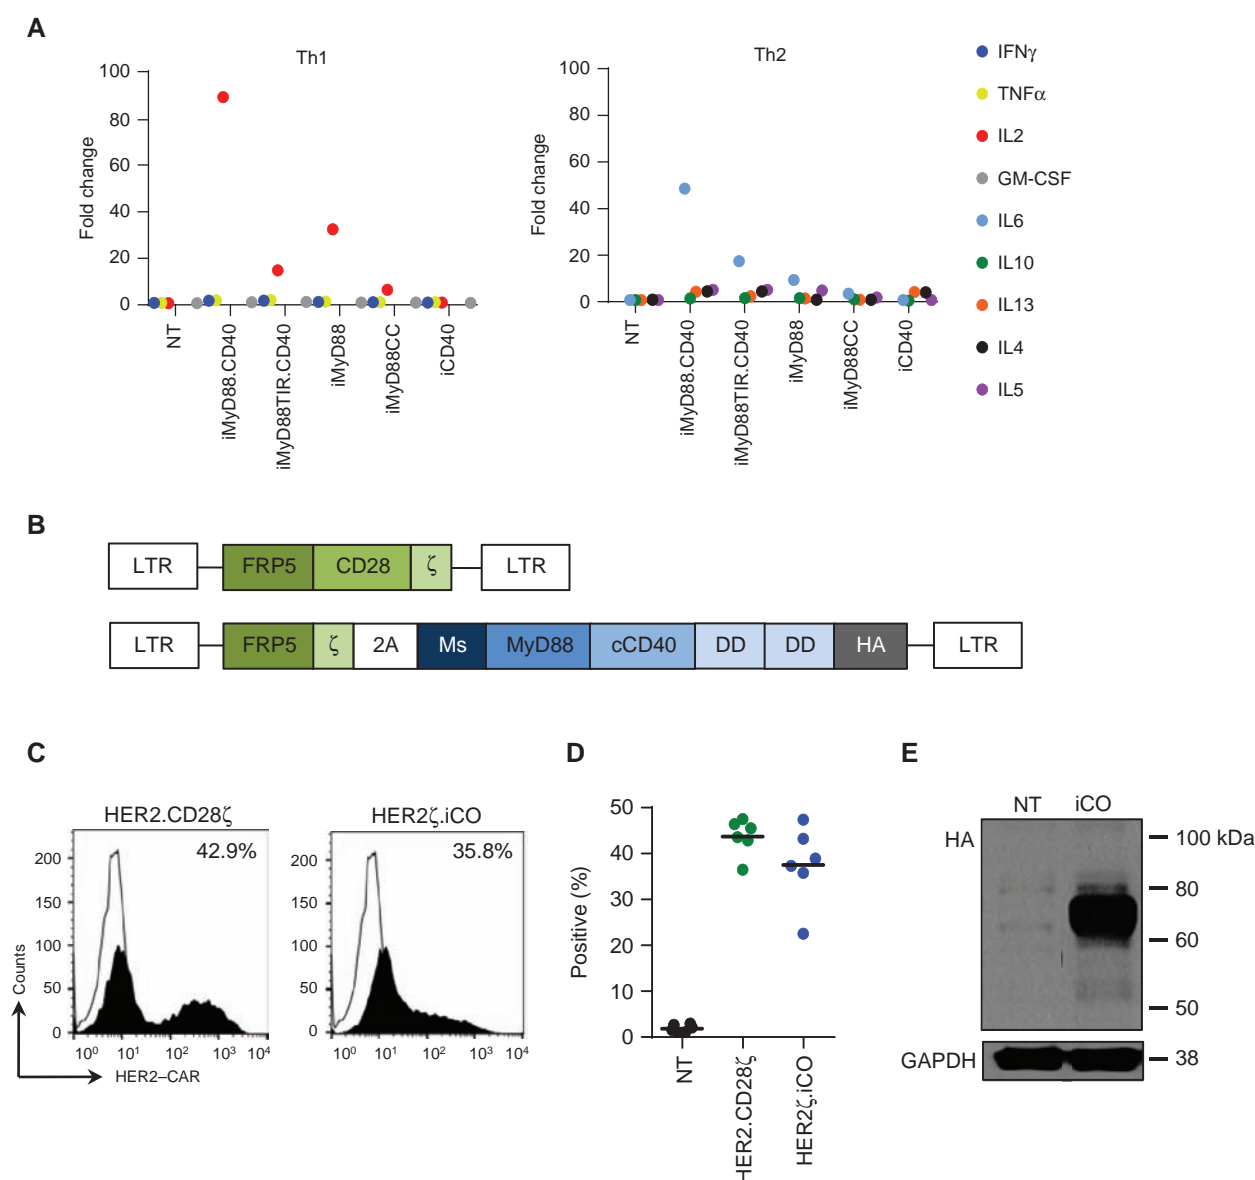 A
Th1
100
80
60
40
20
0
Fold change
NT
iMyD88.CD40
iMyD88TIR.CD40
iMyD88
iMyD88CC
iCD40
Th2
100
80
60
40
20
0
Fold change
NT
iMyD88.CD40
iMyD88TIR.CD40
iMyD88
iMyD88CC
iCD40
IFNγ
TNFα
IL2
GM-CSF
IL6
IL10
IL13
IL4
IL5
B
LTR FRP5 CD28 ζ LTR
LTR FRP5 ζ 2A Ms MyD88 cCD40 DD DD HA LTR
C
HER2.CD28ζ
42.9%
200
150
100
50
0
10⁰ 10¹ 10² 10³ 10⁴
Counts
HER2–CAR
HER2ζ.iCO
35.8%
200
150
100
50
0
10⁰ 10¹ 10² 10³ 10⁴
D
50
40
30
20
10
0
Positive (%)
NT
HER2.CD28ζ
HER2ζ.iCO
E
NT iCO
HA
100 kDa
80
60
50
GAPDH
38